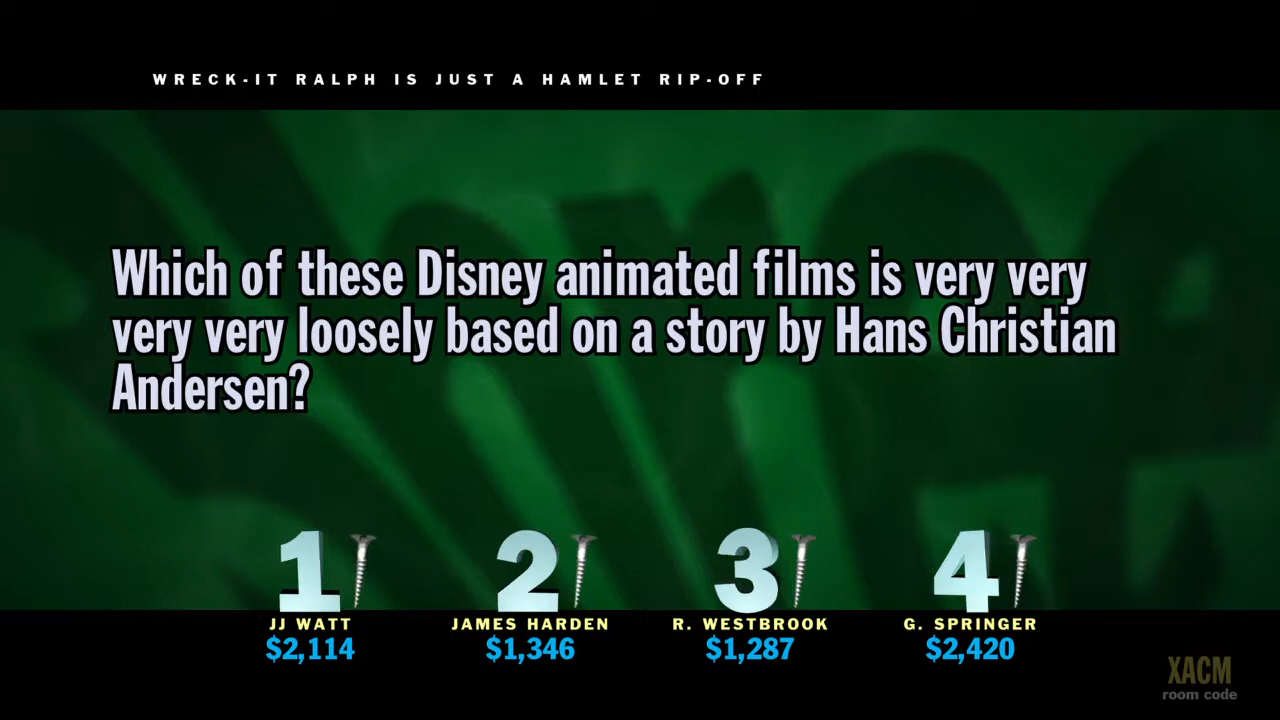 WRECK-IT RALPH IS JUST A HAMLET RIP-OFF
Which of these Disney animated films is very very
very very loosely based on a story by Hans Christian
Andersen?
1 2 3 4
JJ WATT JAMES HARDEN R. WESTBROOK G. SPRINGER
$2,114 $1,346 $1,287 $2,420
XACM
room code